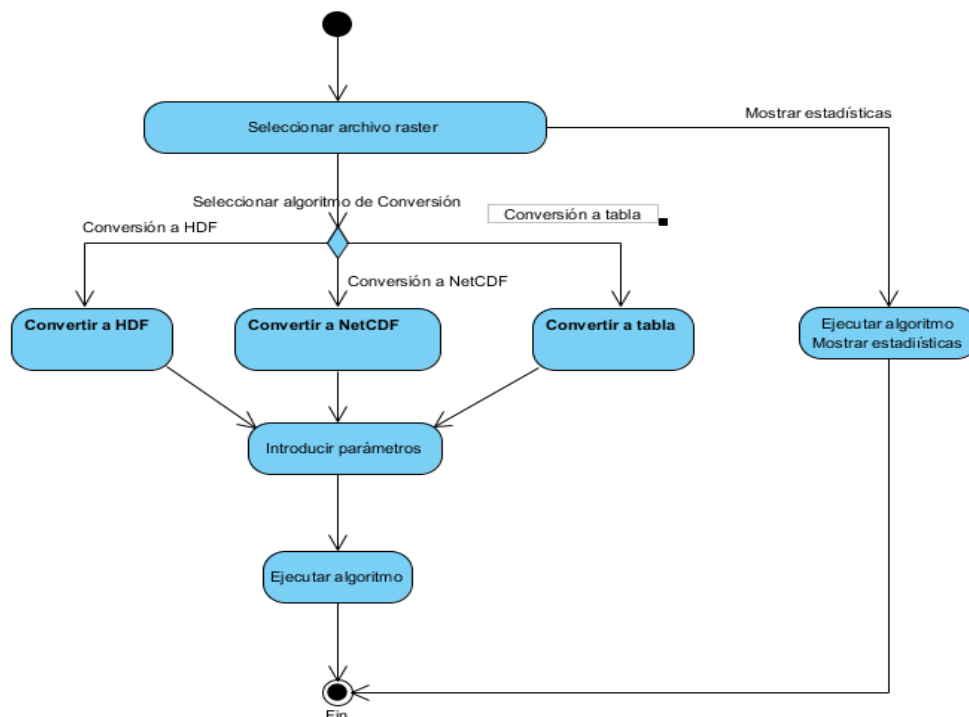 Mostrar estadísticas
Seleccionar archivo raster
Seleccionar algoritmo de Conversión
Conversión a tabla
Conversión a HDF
Conversión a NetCDF
Convertir a HDF
Convertir a NetCDF
Convertir a tabla
Ejecutar algoritmo
Mostrar estadiísticas
Introducir parámetros
Ejecutar algoritmo
Fin